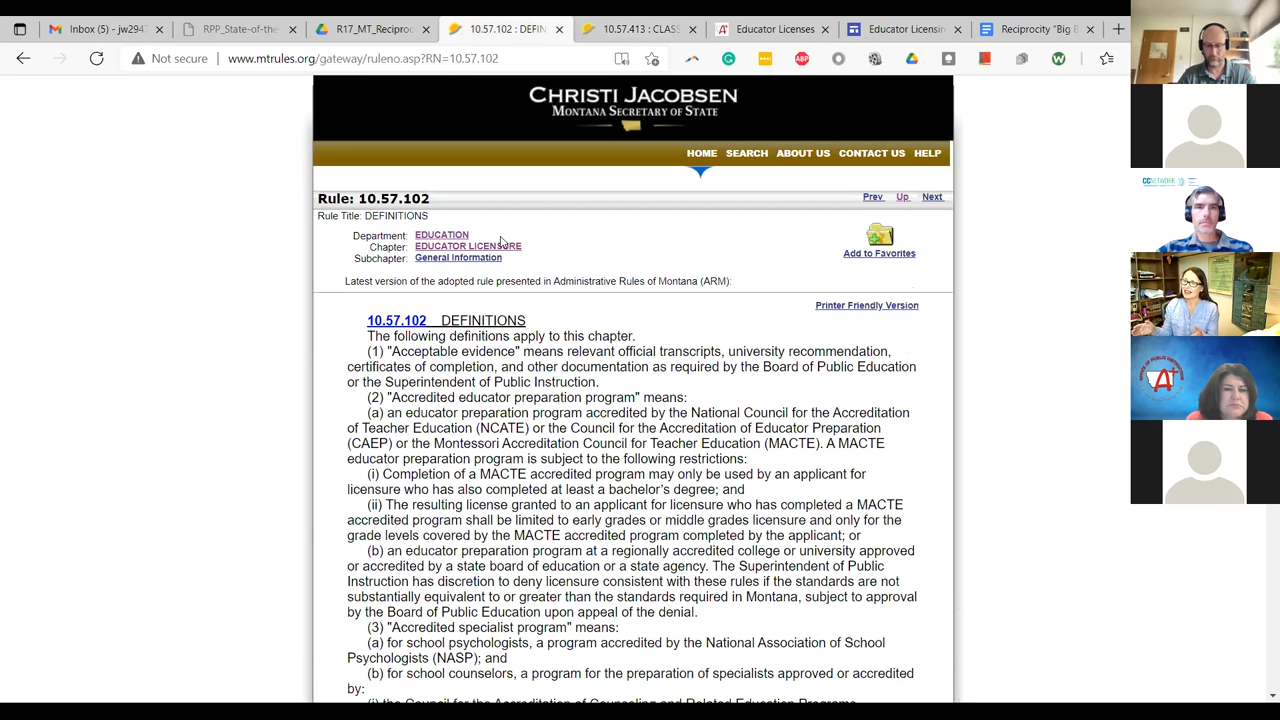 Inbox (5) - jw294
RPP_State-of-the
R17_MT_Reciproc
10.57.102 : DEFIN
10.57.413 : CLASS
Educator Licenses
Educator Licensin
Reciprocity "Big B
Not secure
www.mtrules.org/gateway/ruleno.asp?RN=10.57.102
CHRISTI JACOBSEN
MONTANA SECRETARY OF STATE
HOME SEARCH ABOUT US CONTACT US HELP
Rule: 10.57.102
Prev Up Next
Rule Title: DEFINITIONS
Department: EDUCATION
Chapter: EDUCATOR LICENSURE
Subchapter: General Information
Add to Favorites
Latest version of the adopted rule presented in Administrative Rules of Montana (ARM):
Printer Friendly Version
10.57.102 DEFINITIONS
The following definitions apply to this chapter.
(1) "Acceptable evidence" means relevant official transcripts, university recommendation,
certificates of completion, and other documentation as required by the Board of Public Education
or the Superintendent of Public Instruction.
(2) "Accredited educator preparation program" means:
(a) an educator preparation program accredited by the National Council for the Accreditation
of Teacher Education (NCATE) or the Council for the Accreditation of Educator Preparation
(CAEP) or the Montessori Accreditation Council for Teacher Education (MACTE). A MACTE
educator preparation program is subject to the following restrictions:
(i) Completion of a MACTE accredited program may only be used by an applicant for
licensure who has also completed at least a bachelor's degree; and
(ii) The resulting license granted to an applicant for licensure who has completed a MACTE
accredited program shall be limited to early grades or middle grades licensure and only for the
grade levels covered by the MACTE accredited program completed by the applicant; or
(b) an educator preparation program at a regionally accredited college or university approved
or accredited by a state board of education or a state agency. The Superintendent of Public
Instruction has discretion to deny licensure consistent with these rules if the standards are not
substantially equivalent to or greater than the standards required in Montana, subject to approval
by the Board of Public Education upon appeal of the denial.
(3) "Accredited specialist program" means:
(a) for school psychologists, a program accredited by the National Association of School
Psychologists (NASP); and
(b) for school counselors, a program for the preparation of specialists approved or accredited
by:
(i) the Council for the Accreditation of Counseling and Related Education Programs
ABP
W
CCNETWORK
A+